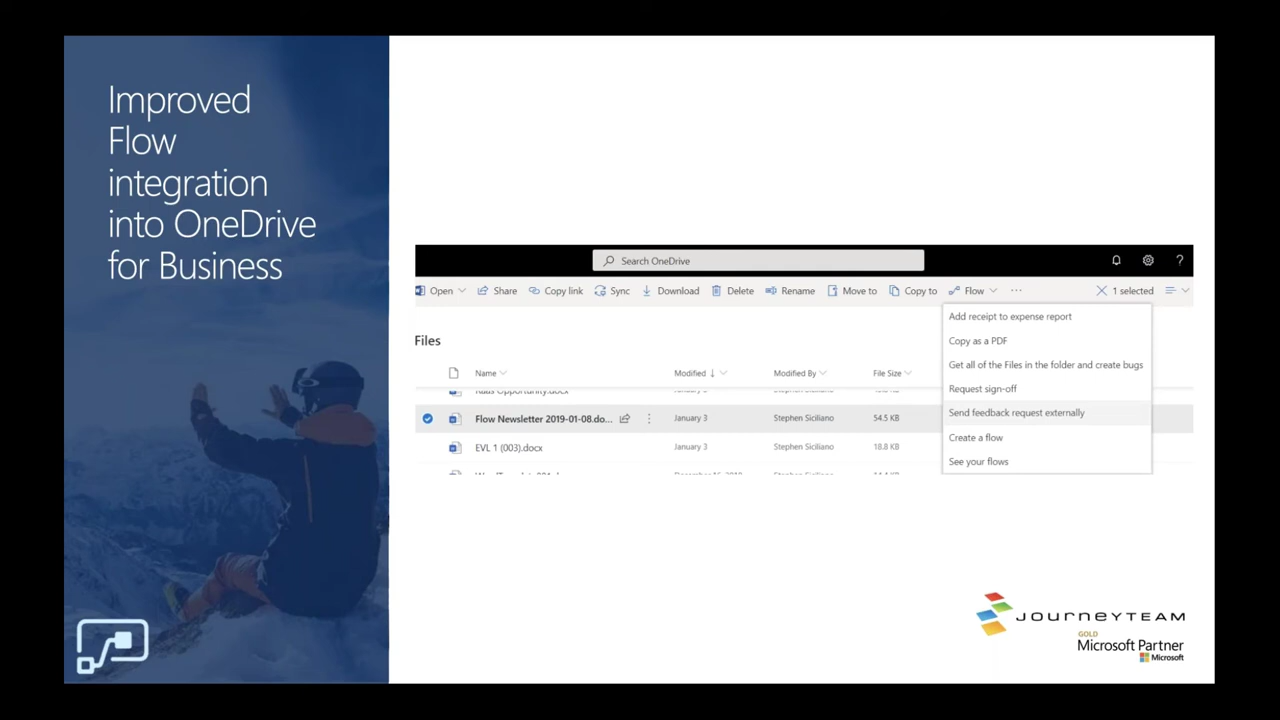 Improved
Flow
integration
into OneDrive
for Business
Search OneDrive
?
Open Share Copy link Sync Download Delete Rename Move to Copy to Flow ... 1 selected
Add receipt to expense report
Copy as a PDF
Get all of the Files in the folder and create bugs
Request sign-off
Send feedback request externally
Create a flow
See your flows
Files
Name Modified Modified By File Size
Opportunity.docx
Flow Newsletter 2019-01-08.do... January 3 Stephen Siciliano 54.5 KB
EVL 1 (003).docx January 3 Stephen Siciliano 18.8 KB
JOURNEYTEAM
GOLD
Microsoft Partner
Microsoft